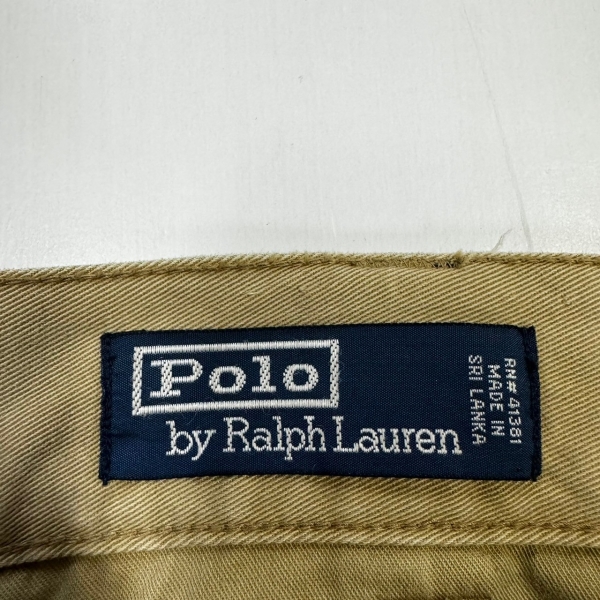 Polo
by Ralph Lauren
RN# 41381
MADE IN
SRI LANKA